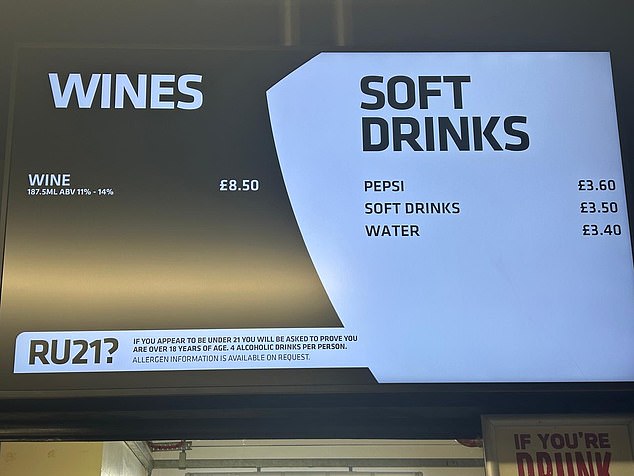 WINES
WINE £8.50
187.5ML ABV 11% - 14%
SOFT
DRINKS
PEPSI £3.60
SOFT DRINKS £3.50
WATER £3.40
RU21?
IF YOU APPEAR TO BE UNDER 21 YOU WILL BE ASKED TO PROVE YOU
ARE OVER 18 YEARS OF AGE. 4 ALCOHOLIC DRINKS PER PERSON.
ALLERGEN INFORMATION IS AVAILABLE ON REQUEST.
IF YOU'RE
DRUNK